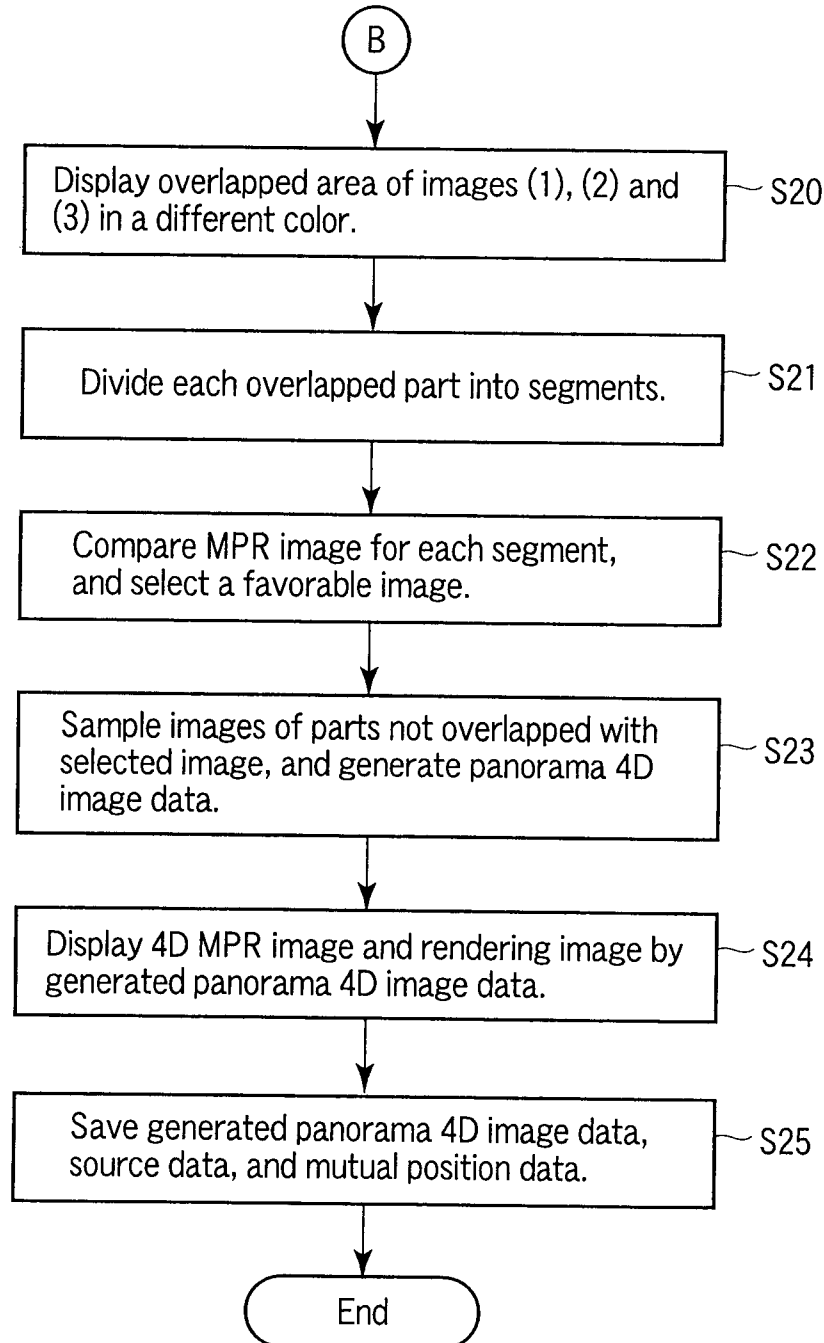 B
Display overlapped area of images (1), (2) and
(3) in a different color.
S20
Divide each overlapped part into segments.
S21
Compare MPR image for each segment,
and select a favorable image.
S22
Sample images of parts not overlapped with
selected image, and generate panorama 4D
image data.
S23
Display 4D MPR image and rendering image by
generated panorama 4D image data.
S24
Save generated panorama 4D image data,
source data, and mutual position data.
S25
End